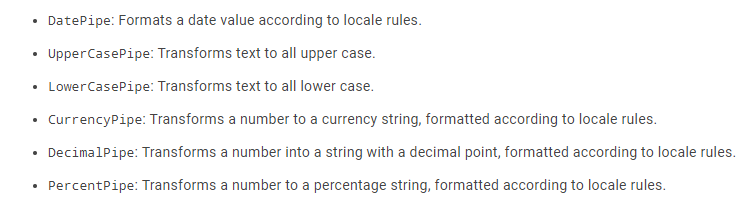 • DatePipe: Formats a date value according to locale rules.
• UpperCasePipe: Transforms text to all upper case.
• LowerCasePipe: Transforms text to all lower case.
• CurrencyPipe: Transforms a number to a currency string, formatted according to locale rules.
• DecimalPipe: Transforms a number into a string with a decimal point, formatted according to locale rules.
• PercentPipe: Transforms a number to a percentage string, formatted according to locale rules.